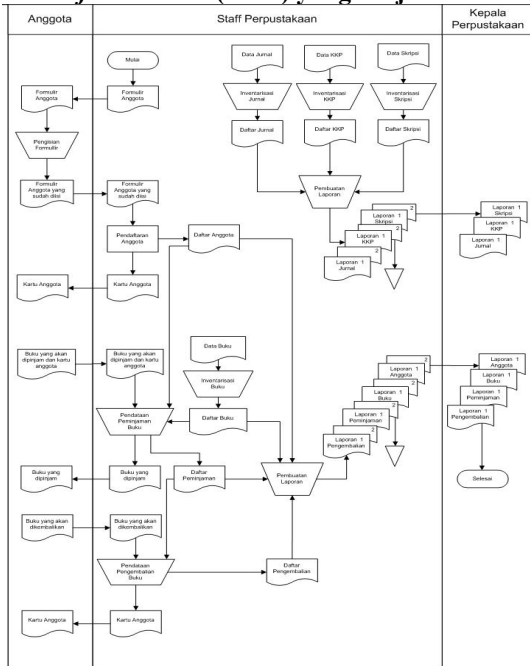 Anggota
Staff Perpustakaan
Kepala
Perpustakaan
Mulai
Data Jurnal
Data KKP
Data Skripsi
Formulir
Anggota
Formulir
Anggota
Inventarisasi
Jurnal
Inventarisasi
KKP
Inventarisasi
Skripsi
Pengisian
Formulir
Daftar Jurnal
Daftar KKP
Daftar Skripsi
Formulir
Anggota yang
sudah diisi
Formulir
Anggota yang
sudah diisi
Pembuatan
Laporan
Pendaftaran
Anggota
Daftar Anggota
2
Laporan 1
Skripsi
2
Laporan 1
KKP
2
Laporan 1
Jurnal
Laporan 1
Skripsi
Laporan 1
KKP
Laporan 1
Jurnal
Kartu Anggota
Kartu Anggota
Buku yang akan
dipinjam dan kartu
anggota
Buku yang akan
dipinjam dan kartu
anggota
Data Buku
Inventarisasi
Buku
2
Laporan 1
Anggota
2
Laporan 1
Buku
2
Laporan 1
Peminjaman
2
Laporan 1
Pengembalian
Laporan 1
Anggota
Laporan 1
Buku
Laporan 1
Peminjaman
Laporan 1
Pengembalian
Pendataan
Peminjaman
Buku
Daftar Buku
Buku yang
dipinjam
Buku yang
dipinjam
Daftar
Peminjaman
Pembuatan
Laporan
Selesai
Buku yang akan
dikembalikan
Buku yang akan
dikembalikan
Pendataan
Pengembalian
Buku
Daftar
Pengembalian
Kartu Anggota
Kartu Anggota